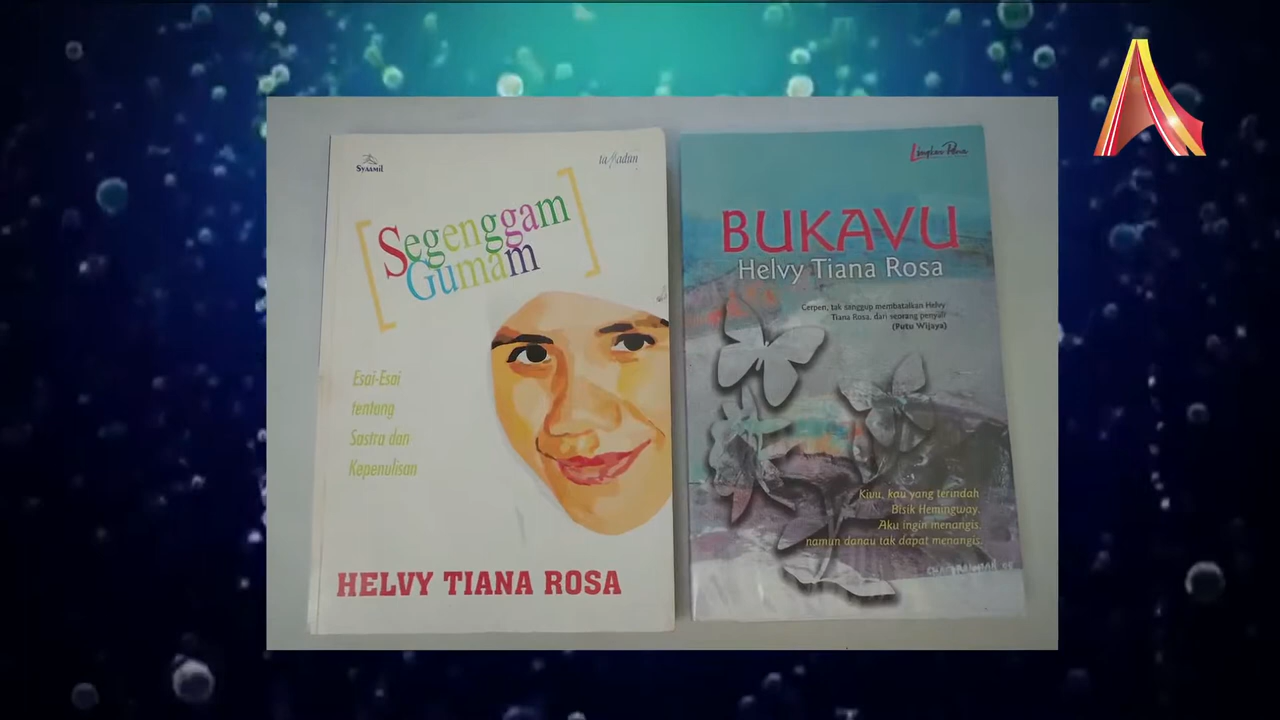 SYAAMIL
[Segenggam
Gumam]
Esai-Esai
tentang
Sastra dan
Kepenulisan
HELVY TIANA ROSA
Lingkar Pena
BUKAVU
Helvy Tiana Rosa
Cerpen, tak sanggup membatalkan Helvy
Tiana Rosa, dari seorang penyair
(Putu Wijaya)
Kivu, kau yang terindah
Bisik Hemingway.
Aku ingin menangis,
namun danau tak dapat menangis.